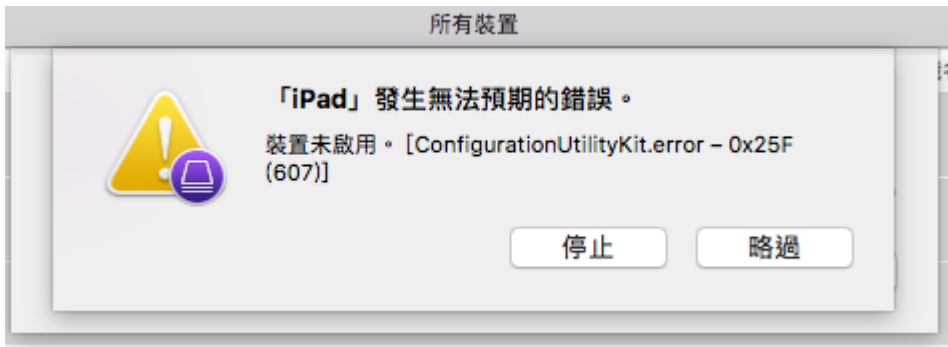 所有裝置
「iPad」發生無法預期的錯誤。
裝置未啟用。 [ConfigurationUtilityKit.error – 0x25F
(607)]
停止
略過